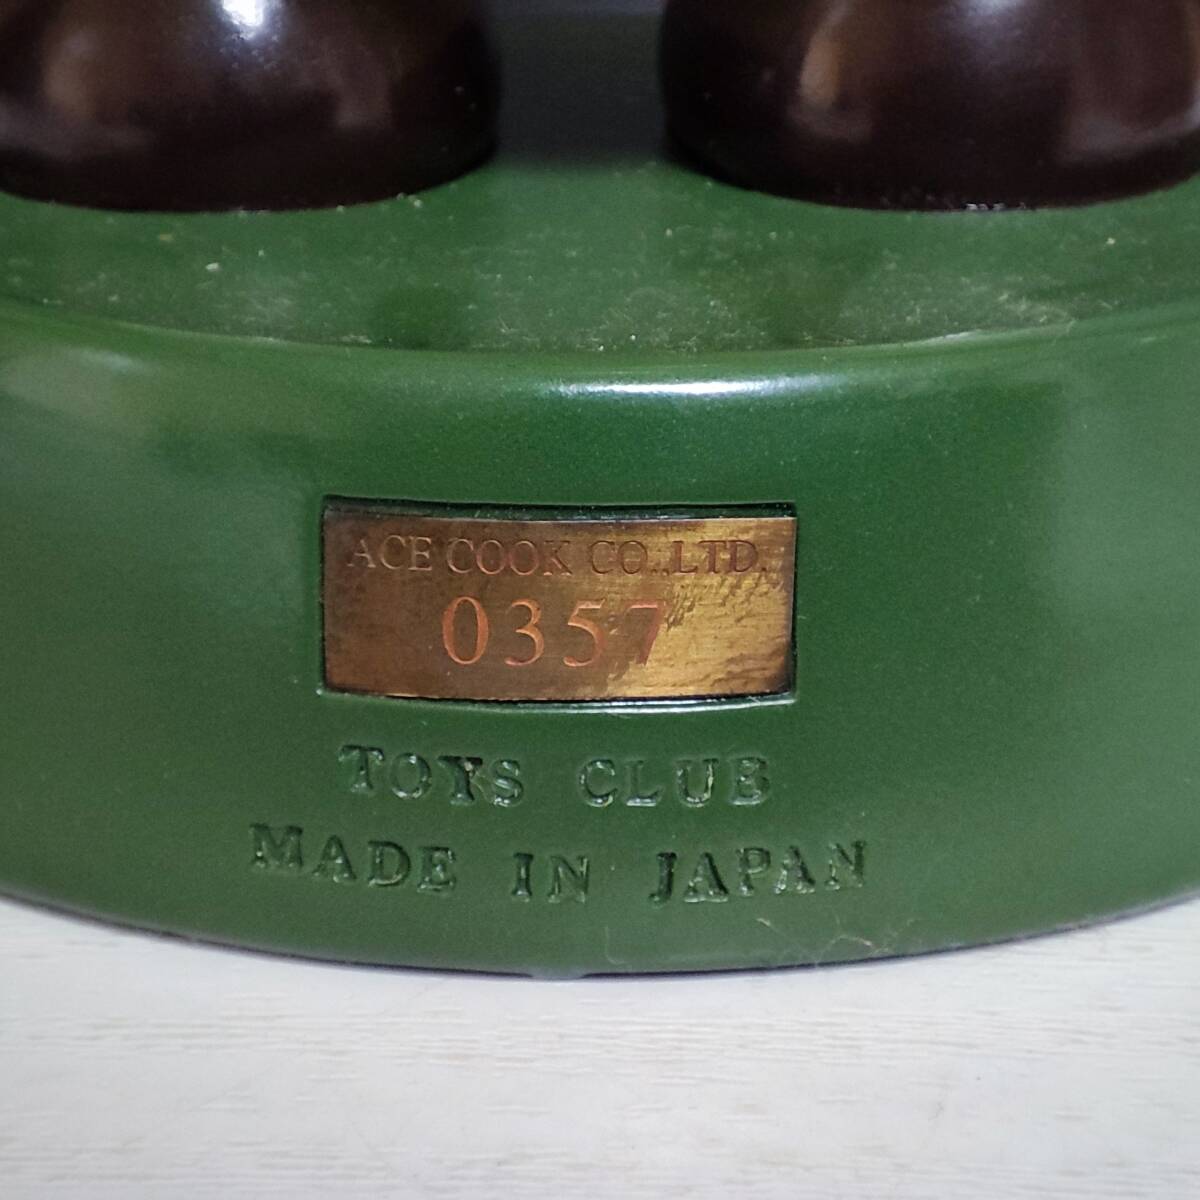 ACE COOK CO.,LTD.
0357
TOYS CLUB
MADE IN JAPAN